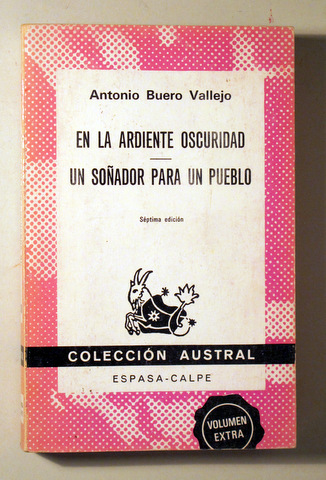 Antonio Buero Vallejo
EN LA ARDIENTE OSCURIDAD
UN SOÑADOR PARA UN PUEBLO
Séptima edición
COLECCIÓN AUSTRAL
ESPASA-CALPE
VOLUMEN
EXTRA